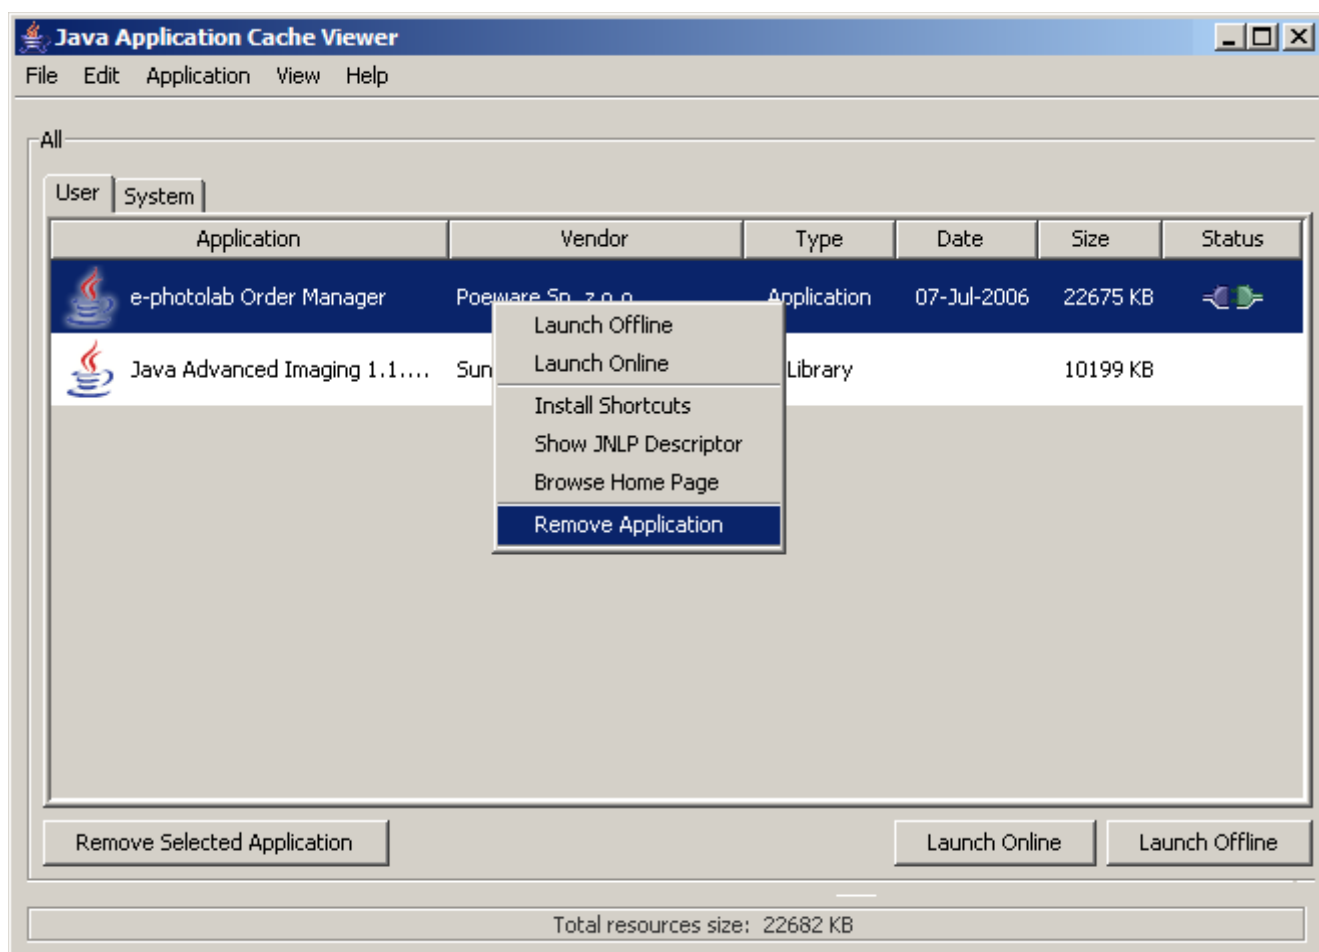 Java Application Cache Viewer
File Edit Application View Help
All
User System
Application Vendor Type Date Size Status
e-photolab Order Manager Poeware Sp. z o.o. Application 07-Jul-2006 22675 KB
Java Advanced Imaging 1.1.... Sun Library 10199 KB
Launch Offline
Launch Online
Install Shortcuts
Show JNLP Descriptor
Browse Home Page
Remove Application
Remove Selected Application Launch Online Launch Offline
Total resources size: 22682 KB